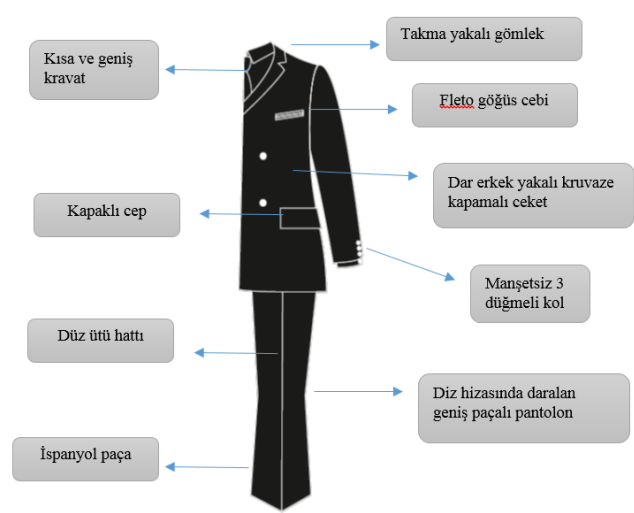 Takma yakalı gömlek
Kısa ve geniş
kravat
Fleto göğüs cebi
Dar erkek yakalı kruvaze
kapamalı ceket
Kapaklı cep
Manşetsiz 3
düğmeli kol
Düz ütü hattı
Diz hizasında daralan
geniş paçalı pantolon
İspanyol paça